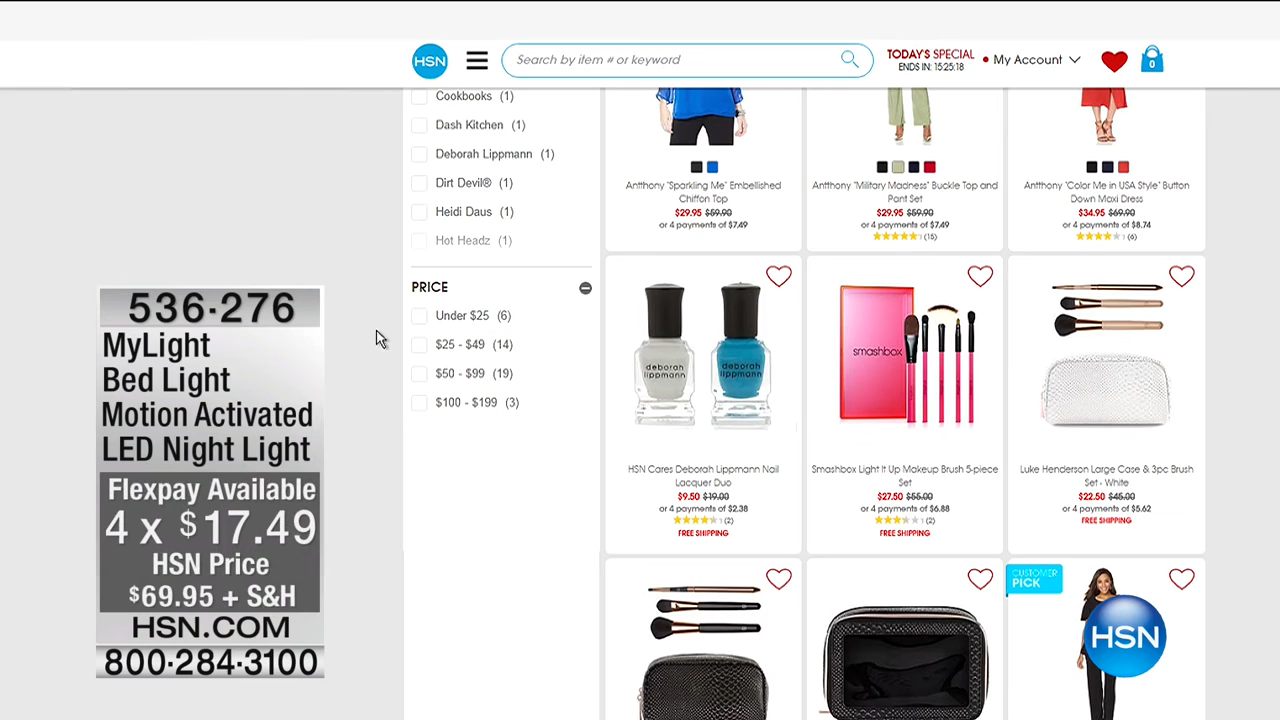 HSN
Search by item # or keyword
TODAY'S SPECIAL
ENDS IN: 15:25:18
My Account
0
Cookbooks (1)
Dash Kitchen (1)
Deborah Lippmann (1)
Dirt Devil® (1)
Heidi Daus (1)
Hot Headz (1)
PRICE
Under $25 (6)
$25 - $49 (14)
$50 - $99 (19)
$100 - $199 (3)
Antthony "Sparkling Me" Embellished
Chiffon Top
$29.95 $59.90
or 4 payments of $7.49
Antthony "Military Madness" Buckle Top and
Pant Set
$29.95 $59.90
or 4 payments of $7.49
(15)
Antthony "Color Me in USA Style" Button
Down Maxi Dress
$34.95 $69.90
or 4 payments of $8.74
(6)
deborah
lippmann
deborah
lippmann
HSN Cares Deborah Lippmann Nail
Lacquer Duo
$9.50 $19.00
or 4 payments of $2.38
(2)
FREE SHIPPING
smashbox
Smashbox Light It Up Makeup Brush 5-piece
Set
$27.50 $55.00
or 4 payments of $6.88
(2)
FREE SHIPPING
Luke Henderson Large Case & 3pc Brush
Set - White
$22.50 $45.00
or 4 payments of $5.62
FREE SHIPPING
CUSTOMER
PICK
HSN
536-276
MyLight
Bed Light
Motion Activated
LED Night Light
Flexpay Available
4 x $17.49
HSN Price
$69.95 + S&H
HSN.COM
800-284-3100